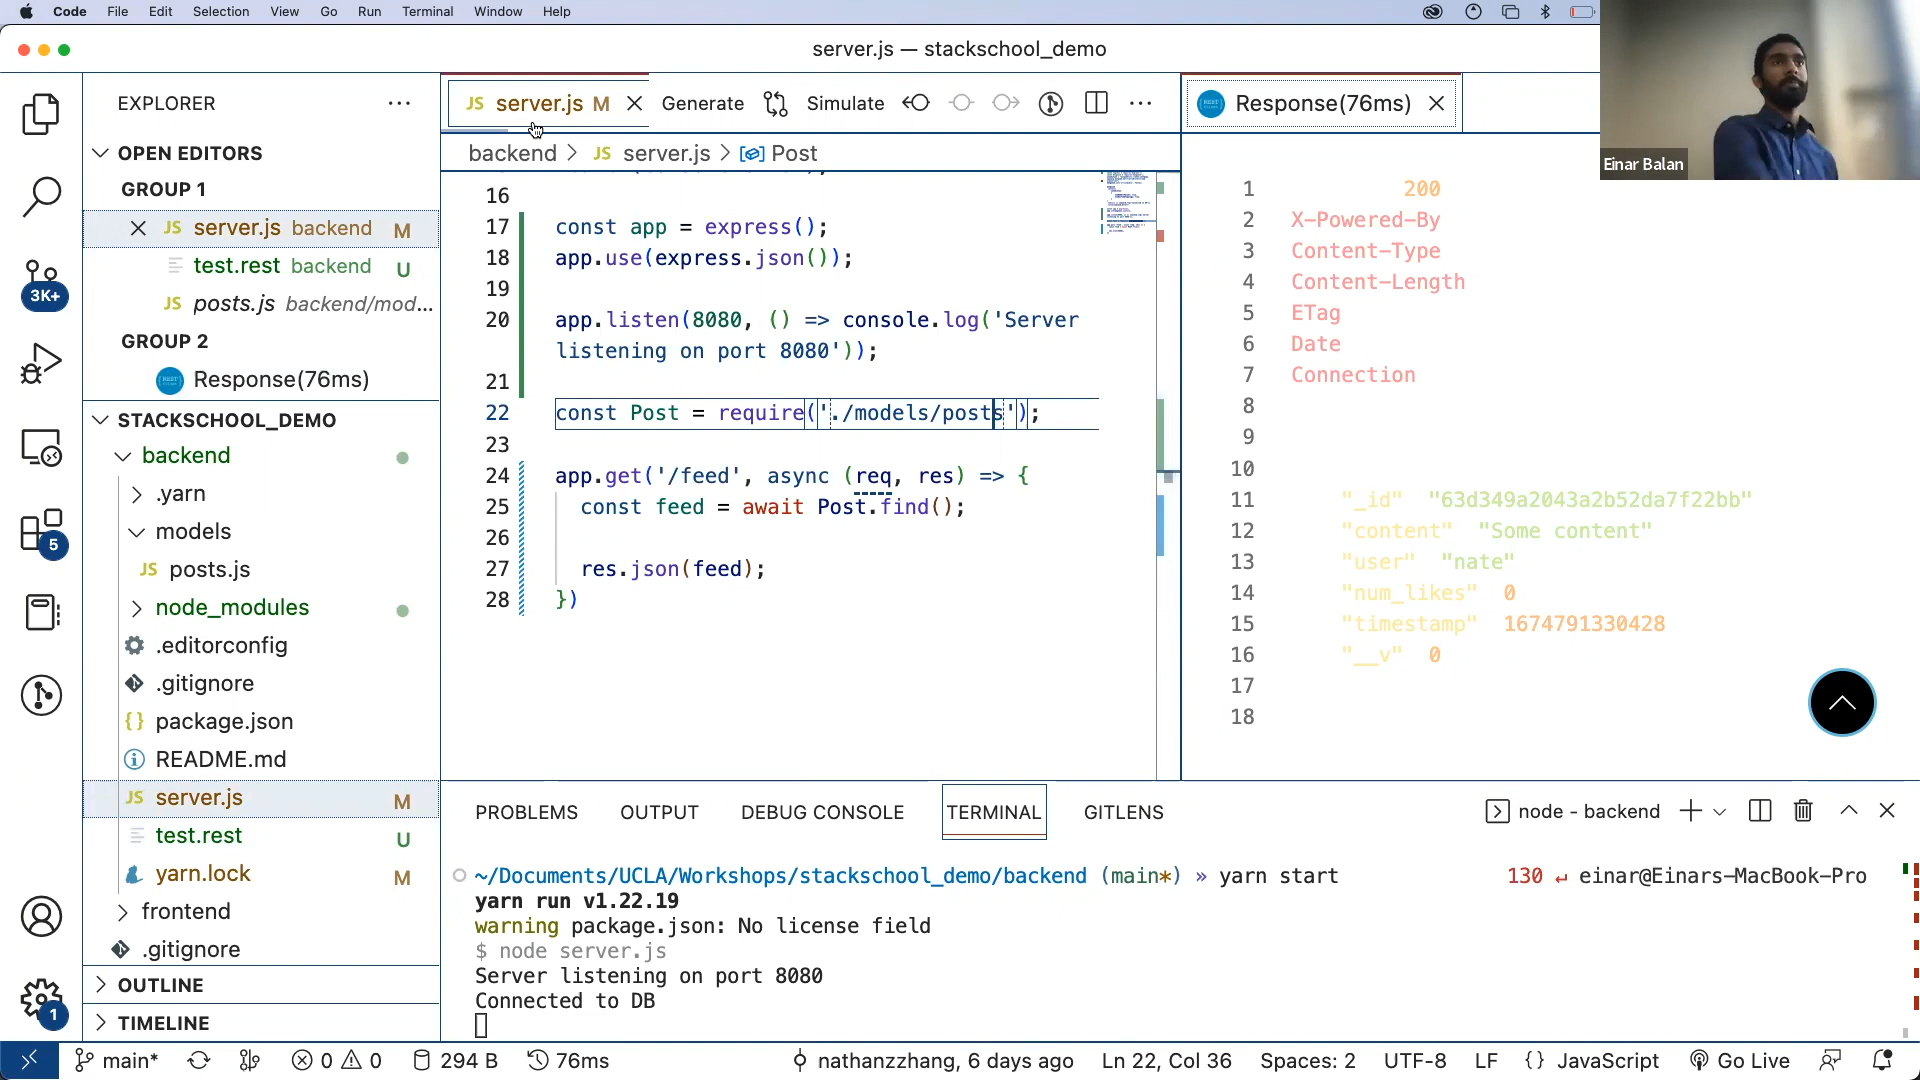 Code File Edit Selection View Go Run Terminal Window Help
server.js — stackschool_demo
Einar Balan
EXPLORER
OPEN EDITORS
GROUP 1
JS server.js backend M
test.rest backend U
JS posts.js backend/mod...
GROUP 2
Response(76ms)
STACKSCHOOL_DEMO
backend
.yarn
models
JS posts.js
node_modules
.editorconfig
.gitignore
{} package.json
README.md
JS server.js M
test.rest U
yarn.lock M
frontend
.gitignore
OUTLINE
TIMELINE
3K+
5
1
JS server.js M Generate Simulate
backend > JS server.js > Post
16
17 const app = express();
18 app.use(express.json());
19
20 app.listen(8080, () => console.log('Server
listening on port 8080'));
21
22 const Post = require('./models/posts');
23
24 app.get('/feed', async (req, res) => {
25 const feed = await Post.find();
26
27 res.json(feed);
28 })
Response(76ms)
1 200
2 X-Powered-By
3 Content-Type
4 Content-Length
5 ETag
6 Date
7 Connection
8
9
10
11 "_id" "63d349a2043a2b52da7f22bb"
12 "content" "Some content"
13 "user" "nate"
14 "num_likes" 0
15 "timestamp" 1674791330428
16 "__v" 0
17
18
PROBLEMS OUTPUT DEBUG CONSOLE TERMINAL GITLENS
node - backend
~/Documents/UCLA/Workshops/stackschool_demo/backend (main*) » yarn start 130 ↵ einar@Einars-MacBook-Pro
yarn run v1.22.19
warning package.json: No license field
$ node server.js
Server listening on port 8080
Connected to DB
main* 0 0 294 B 76ms nathanzzhang, 6 days ago Ln 22, Col 36 Spaces: 2 UTF-8 LF {} JavaScript Go Live